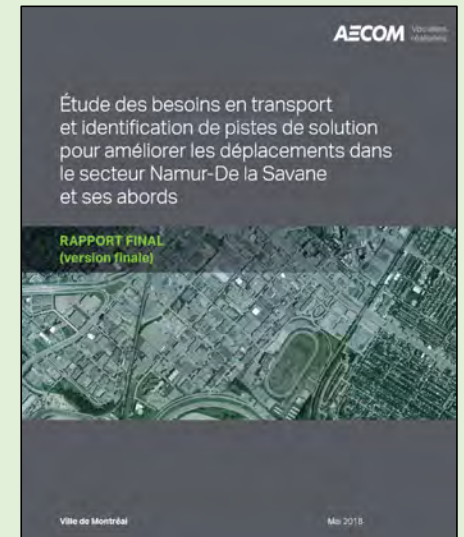 AECOM
Étude des besoins en transport
et identification de pistes de solution
pour améliorer les déplacements dans
le secteur Namur-De la Savane
et ses abords
RAPPORT FINAL
(version finale)
Ville de Montréal
Mai 2018